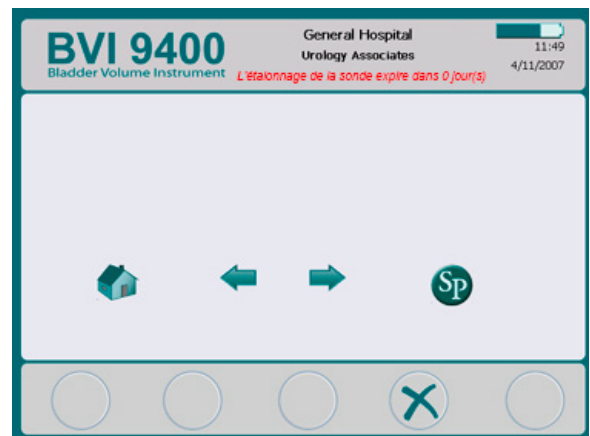 BVI 9400
Bladder Volume Instrument
General Hospital
Urology Associates
L'étalonnage de la sonde expire dans 0 jour(s)
11:49
4/11/2007
SP